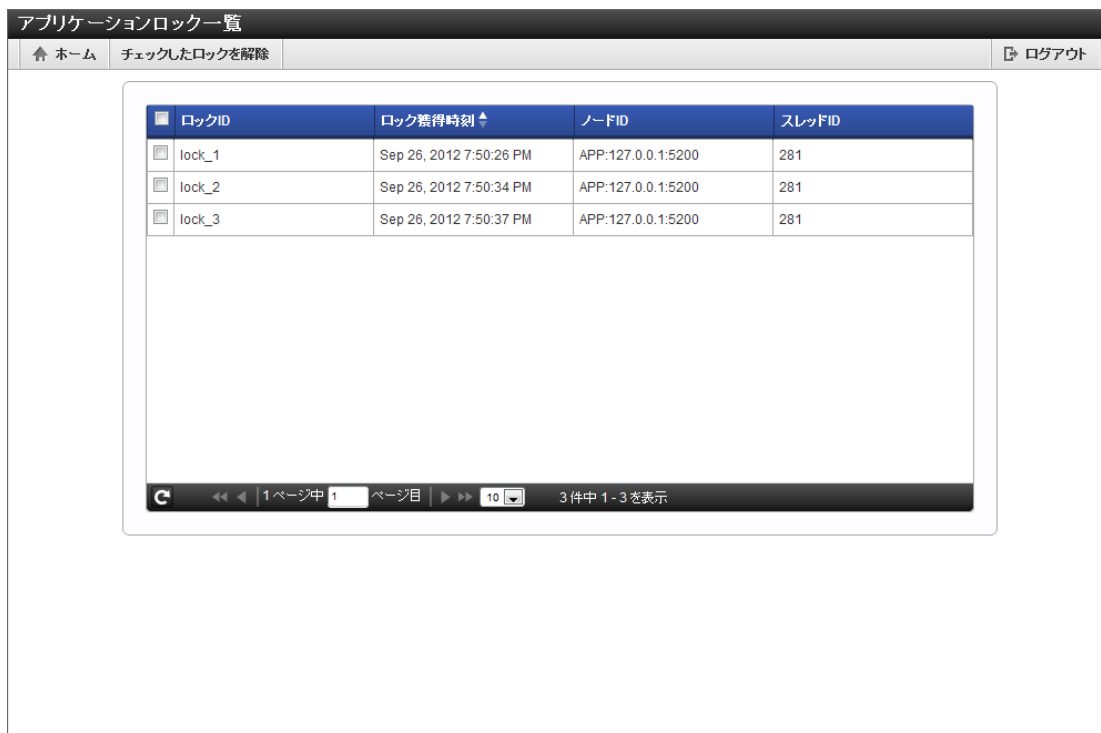 アプリケーションロック一覧
ホーム チェックしたロックを解除 ログアウト
ロックID ロック獲得時刻 ノードID スレッドID
lock_1 Sep 26, 2012 7:50:26 PM APP:127.0.0.1:5200 281
lock_2 Sep 26, 2012 7:50:34 PM APP:127.0.0.1:5200 281
lock_3 Sep 26, 2012 7:50:37 PM APP:127.0.0.1:5200 281
1 ページ中 1 ページ目 10 3 件中 1 - 3 を表示